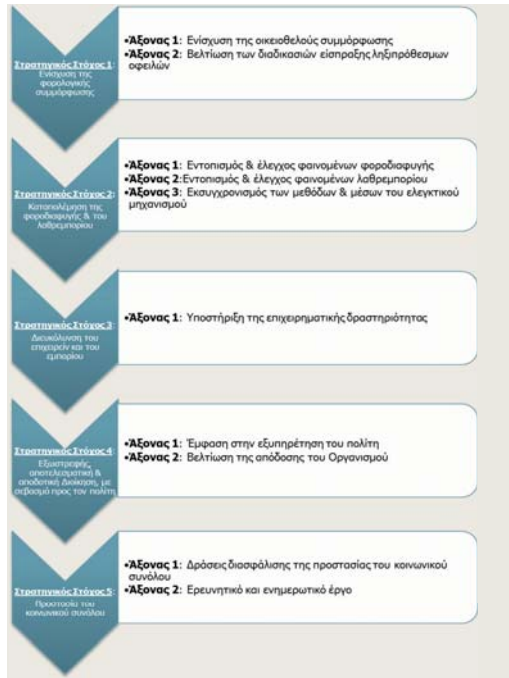 Στρατηγικός Στόχος 1:
Ενίσχυση της
φορολογικής
συμμόρφωσης
•Άξονας 1: Ενίσχυση της οικειοθελούς συμμόρφωσης
•Άξονας 2: Βελτίωση των διαδικασιών είσπραξης ληξιπρόθεσμων
οφειλών
Στρατηγικός Στόχος 2:
Καταπολέμηση της
φοροδιαφυγής & του
λαθρεμπορίου
•Άξονας 1: Εντοπισμός & έλεγχος φαινομένων φοροδιαφυγής
•Άξονας 2:Εντοπισμός & έλεγχος φαινομένων λαθρεμπορίου
•Άξονας 3: Εκσυγχρονισμός των μεθόδων & μέσων του ελεγκτικού
μηχανισμού
Στρατηγικός Στόχος 3:
Διευκόλυνση του
επιχειρείν και του
εμπορίου
•Άξονας 1: Υποστήριξη της επιχειρηματικής δραστηριότητας
Στρατηγικός Στόχος 4:
Εξωστρεφής,
αποτελεσματική &
αποδοτική Διοίκηση, με
σεβασμό προς τον πολίτη
•Άξονας 1: Έμφαση στην εξυπηρέτηση του πολίτη
•Άξονας 2: Βελτίωση της απόδοσης του Οργανισμού
Στρατηγικός Στόχος 5:
Προστασία του
κοινωνικού συνόλου
•Άξονας 1: Δράσεις διασφάλισης της προστασίας του κοινωνικού
συνόλου
•Άξονας 2: Ερευνητικό και ενημερωτικό έργο